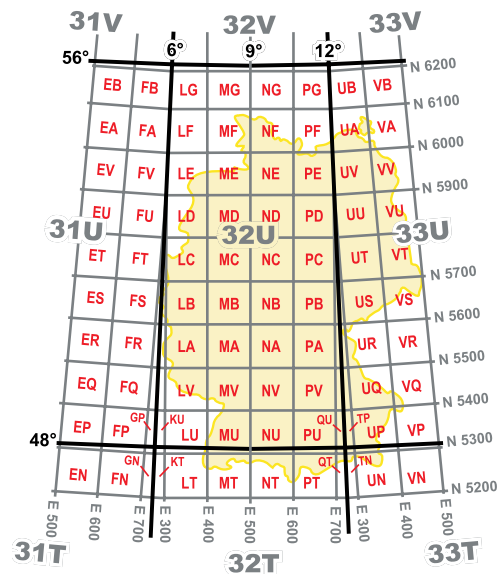 31V 32V 33V
56° 6° 9° 12°
N 6200
EB FB LG MG NG PG UB VB
N 6100
EA FA LF MF NF PF UA VA
N 6000
EV FV LE ME NE PE UV VV
N 5900
EU FU LD MD ND PD UU VU
31U 32U 33U
ET FT LC MC NC PC UT VT
N 5700
ES FS LB MB NB PB US VS
N 5600
ER FR LA MA NA PA UR VR
N 5500
EQ FQ LV MV NV PV UQ VQ
N 5400
GP KU QU TP
EP FP LU MU NU PU UP VP
48° N 5300
GN KT QT TN
EN FN LT MT NT PT UN VN
N 5200
E 500 E 600 E 700 E 300 E 400 E 500 E 600 E 700 E 300 E 400 E 500
31T 32T 33T